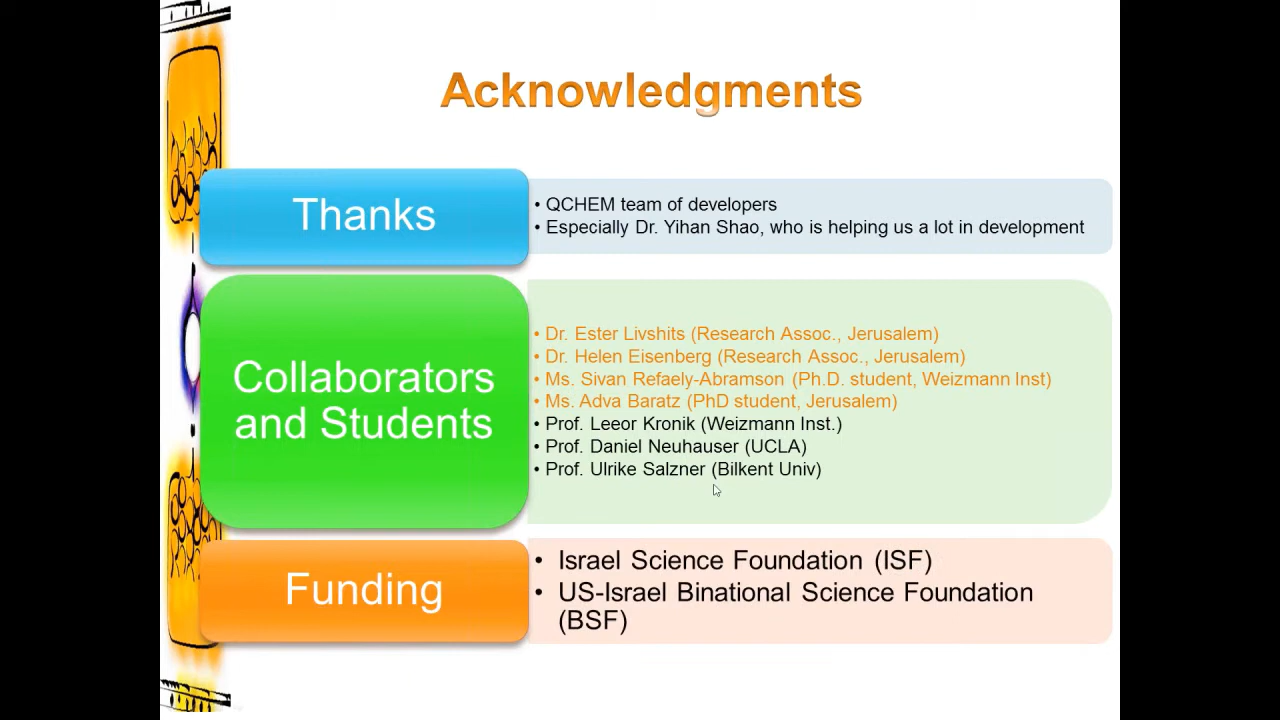 Acknowledgments
Thanks
• QCHEM team of developers
• Especially Dr. Yihan Shao, who is helping us a lot in development
Collaborators
and Students
• Dr. Ester Livshits (Research Assoc., Jerusalem)
• Dr. Helen Eisenberg (Research Assoc., Jerusalem)
• Ms. Sivan Refaely-Abramson (Ph.D. student, Weizmann Inst)
• Ms. Adva Baratz (PhD student, Jerusalem)
• Prof. Leeor Kronik (Weizmann Inst.)
• Prof. Daniel Neuhauser (UCLA)
• Prof. Ulrike Salzner (Bilkent Univ)
Funding
• Israel Science Foundation (ISF)
• US-Israel Binational Science Foundation
(BSF)